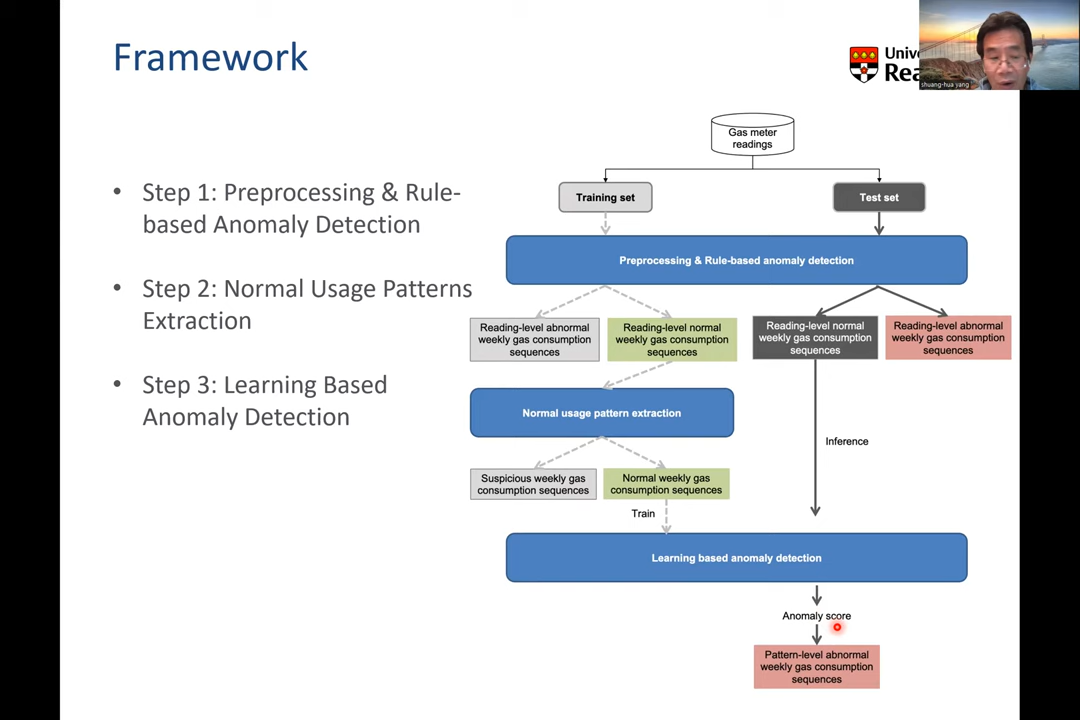 Framework
shuang-hua yang
• Step 1: Preprocessing & Rule-
based Anomaly Detection
• Step 2: Normal Usage Patterns
Extraction
• Step 3: Learning Based
Anomaly Detection
Gas meter
readings
Training set
Test set
Preprocessing & Rule-based anomaly detection
Reading-level abnormal
weekly gas consumption
sequences
Reading-level normal
weekly gas consumption
sequences
Reading-level normal
weekly gas consumption
sequences
Reading-level abnormal
weekly gas consumption
sequences
Normal usage pattern extraction
Inference
Suspicious weekly gas
consumption sequences
Normal weekly gas
consumption sequences
Train
Learning based anomaly detection
Anomaly score
Pattern-level abnormal
weekly gas consumption
sequences